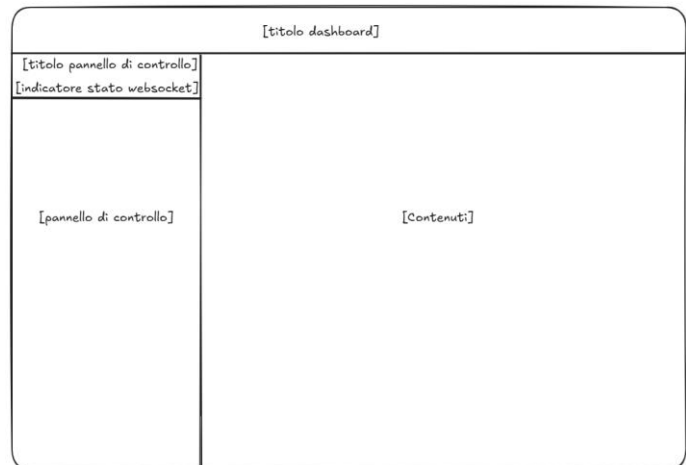 [titolo dashboard]
[titolo pannello di controllo]
[indicatore stato websocket]
[pannello di controllo]
[Contenuti]